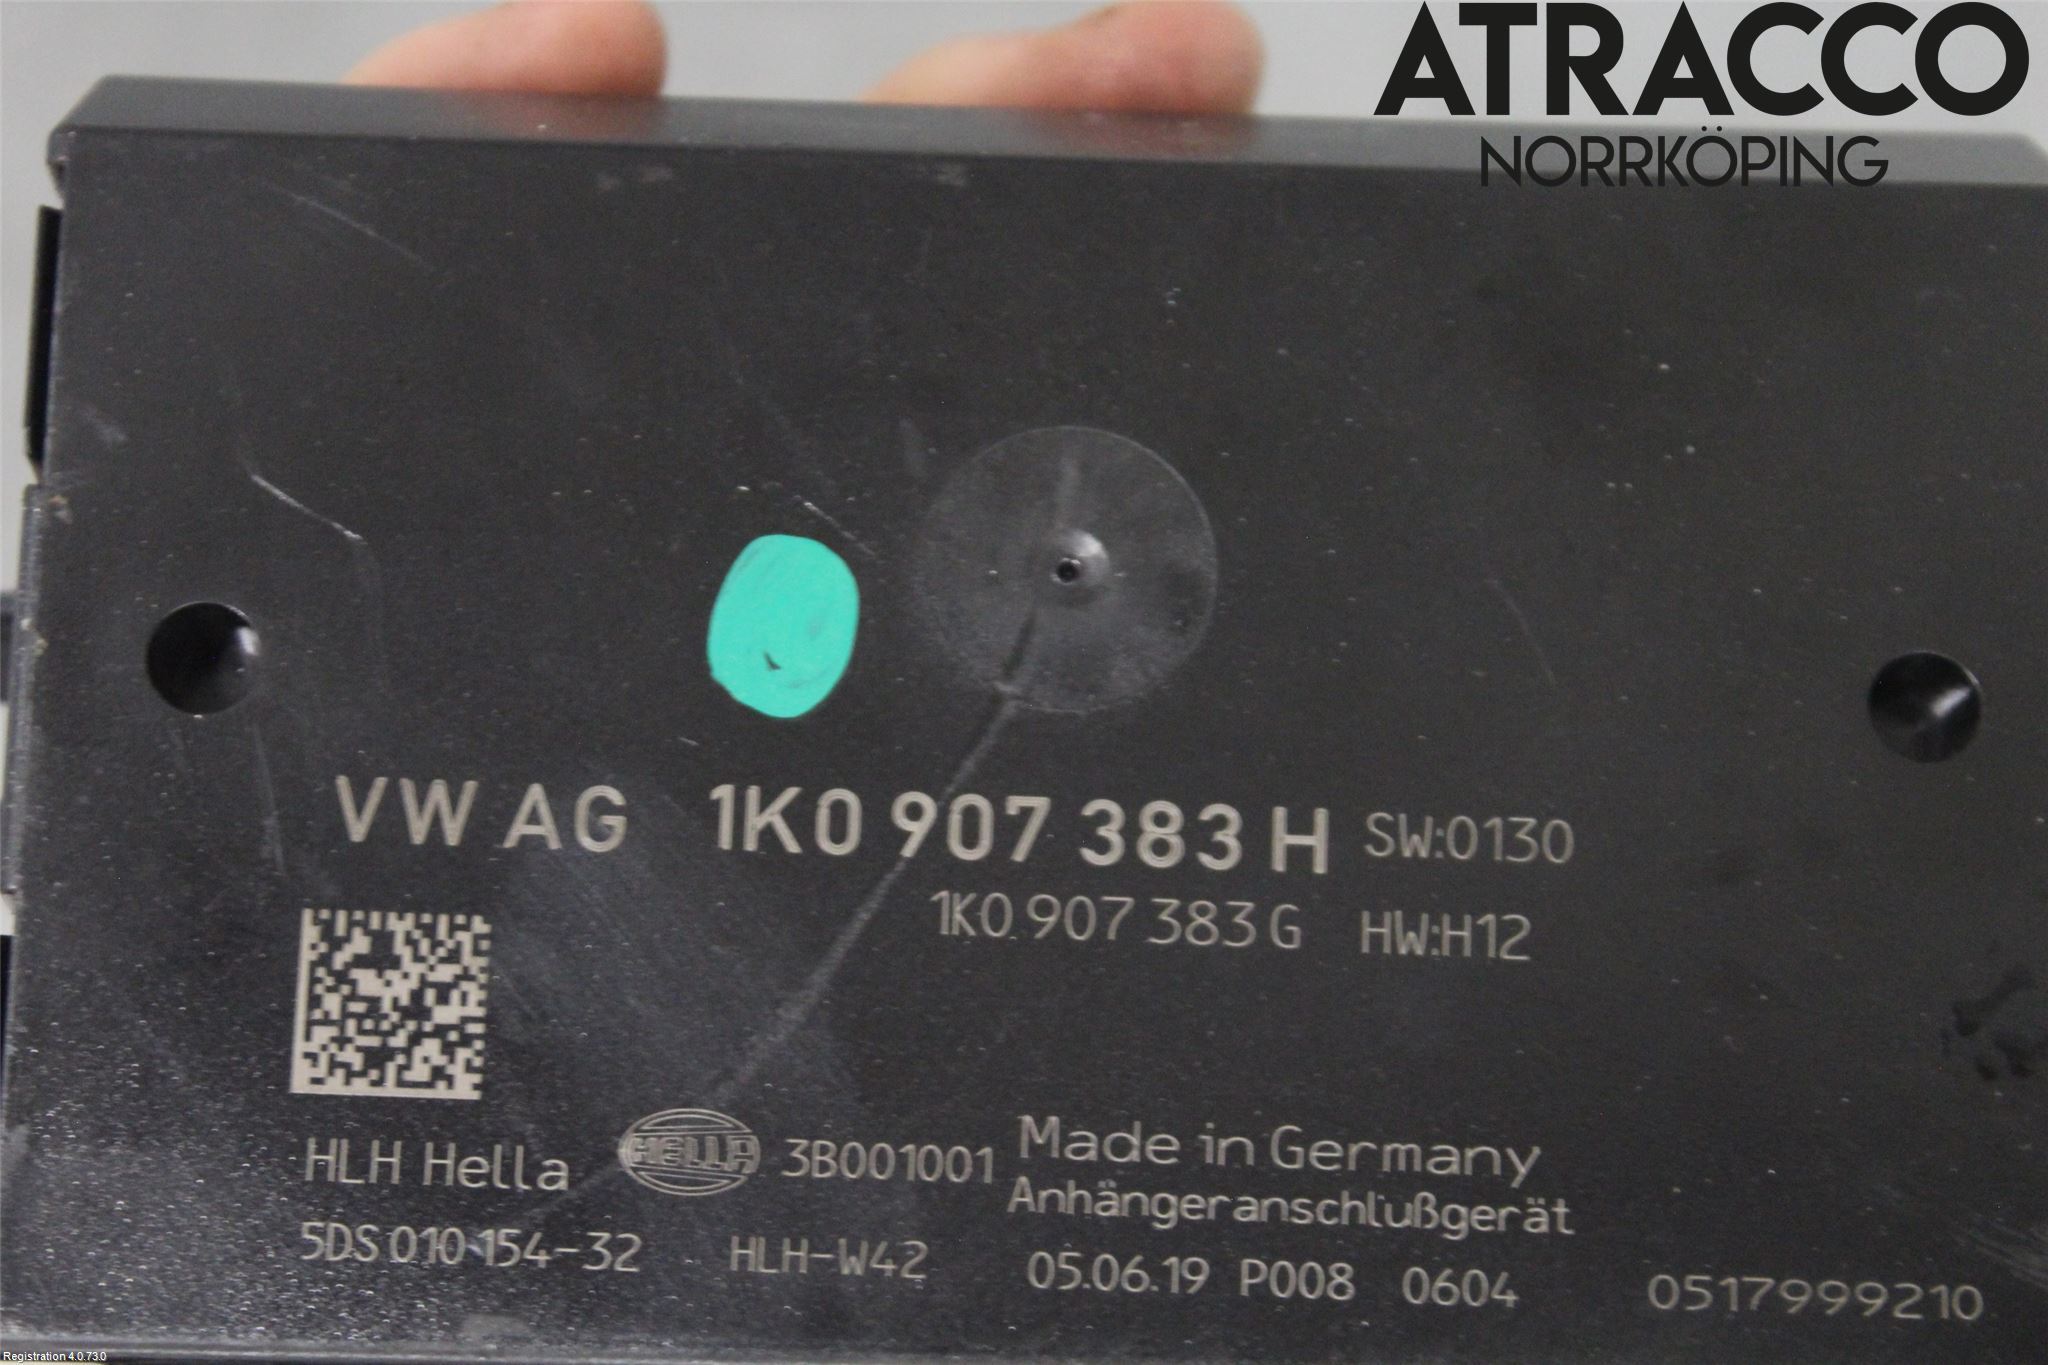 ATRACCO
NORRKÖPING
VW AG 1K0 907 383 H SW:0130
1K0 907 383 G HW:H12
HLH Hella HELLA 3B001001 Made in Germany
Anhängeranschlußgerät
5DS 010 154-32 HLH-W42 05.06.19 P008 0604 0517999210
Registration 4.0.73.0